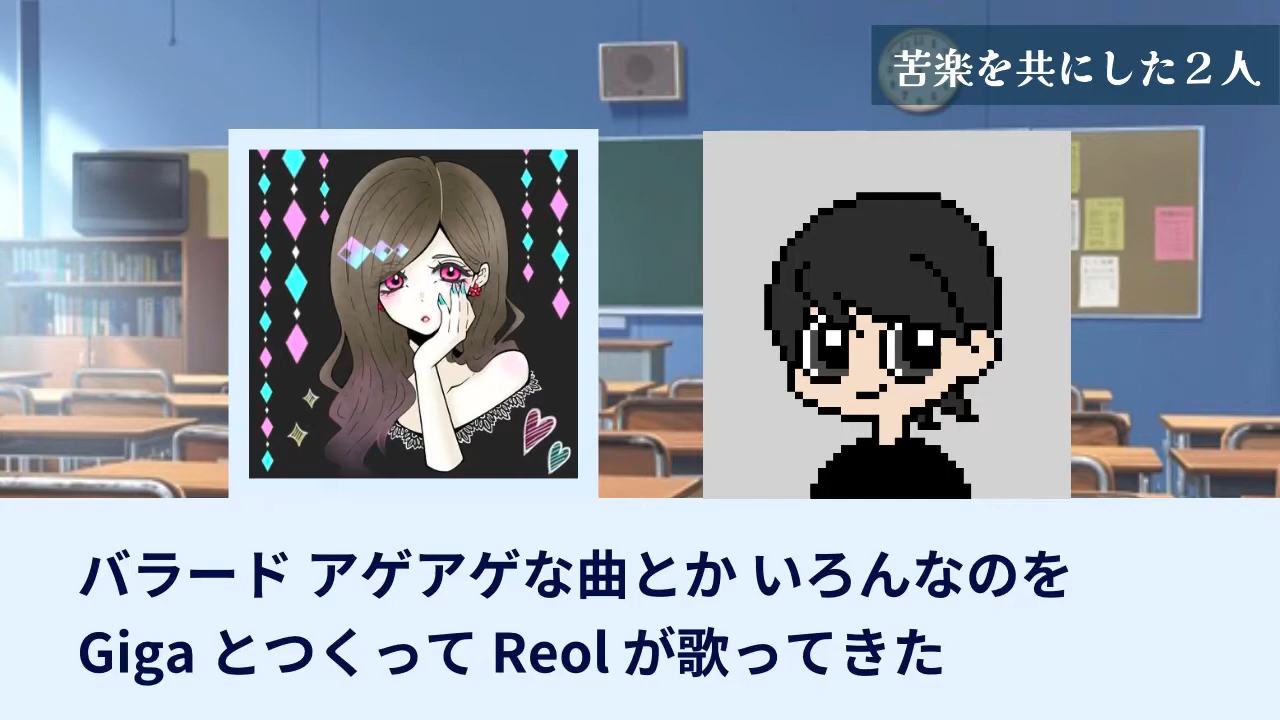 苦楽を共にした２人
バラード アゲアゲな曲とか いろんなのを
Giga とつくって Reol が歌ってきた